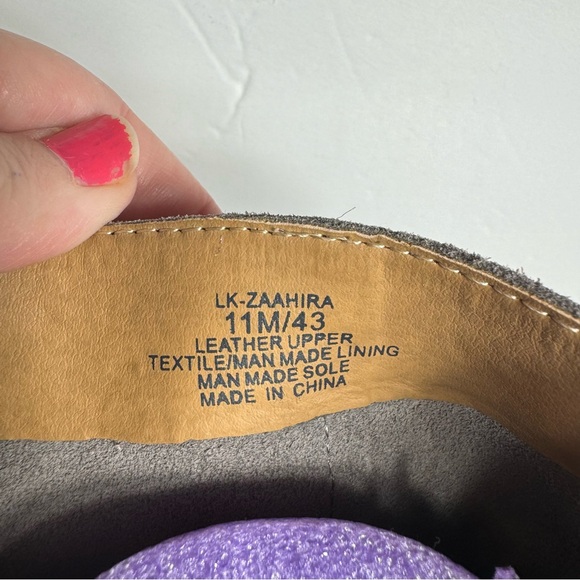 LK-ZAAHIRA
11M/43
LEATHER UPPER
TEXTILE/MAN MADE LINING
MAN MADE SOLE
MADE IN CHINA